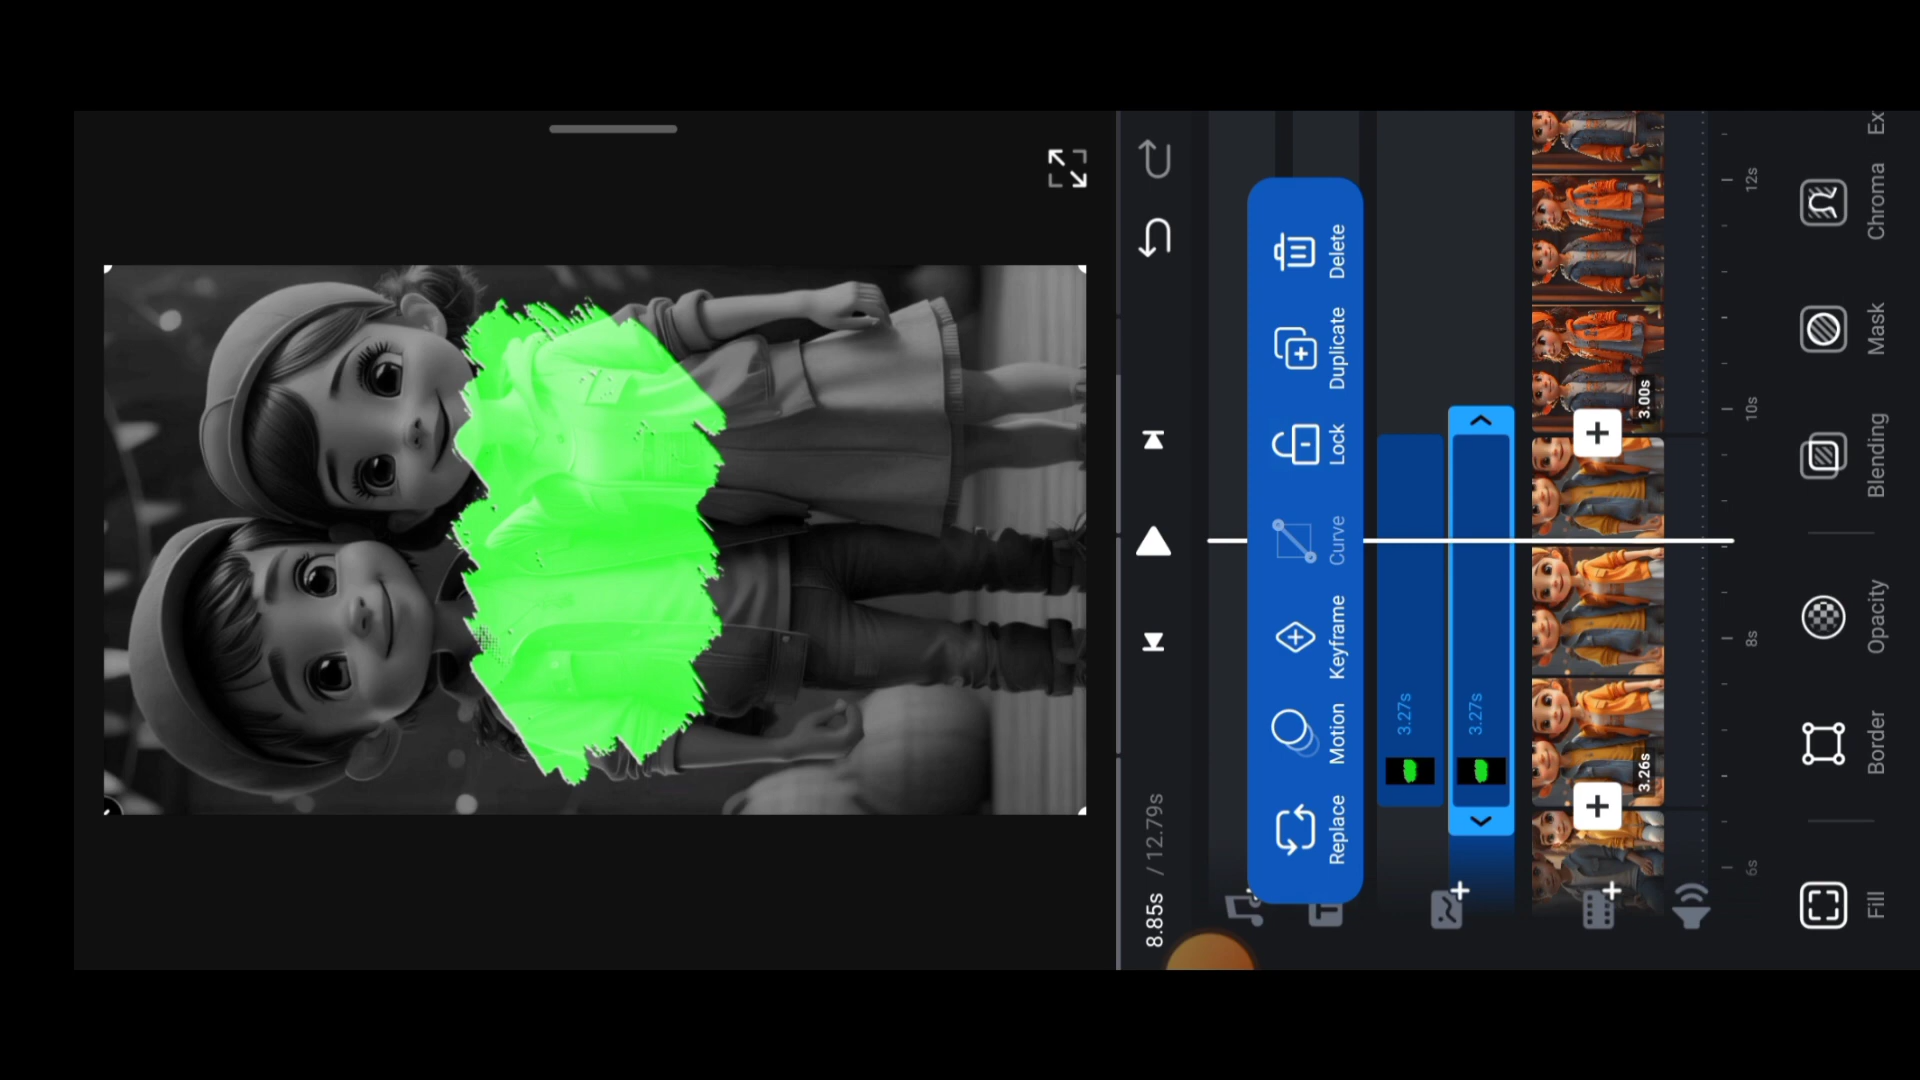 8.85s / 12.79s
Replace
Motion
Keyframe
Curve
Lock
Duplicate
Delete
T
3.27s
3.27s
3.26s
3.00s
6s
8s
10s
12s
Fill
Border
Opacity
Blending
Mask
Chroma
Ex